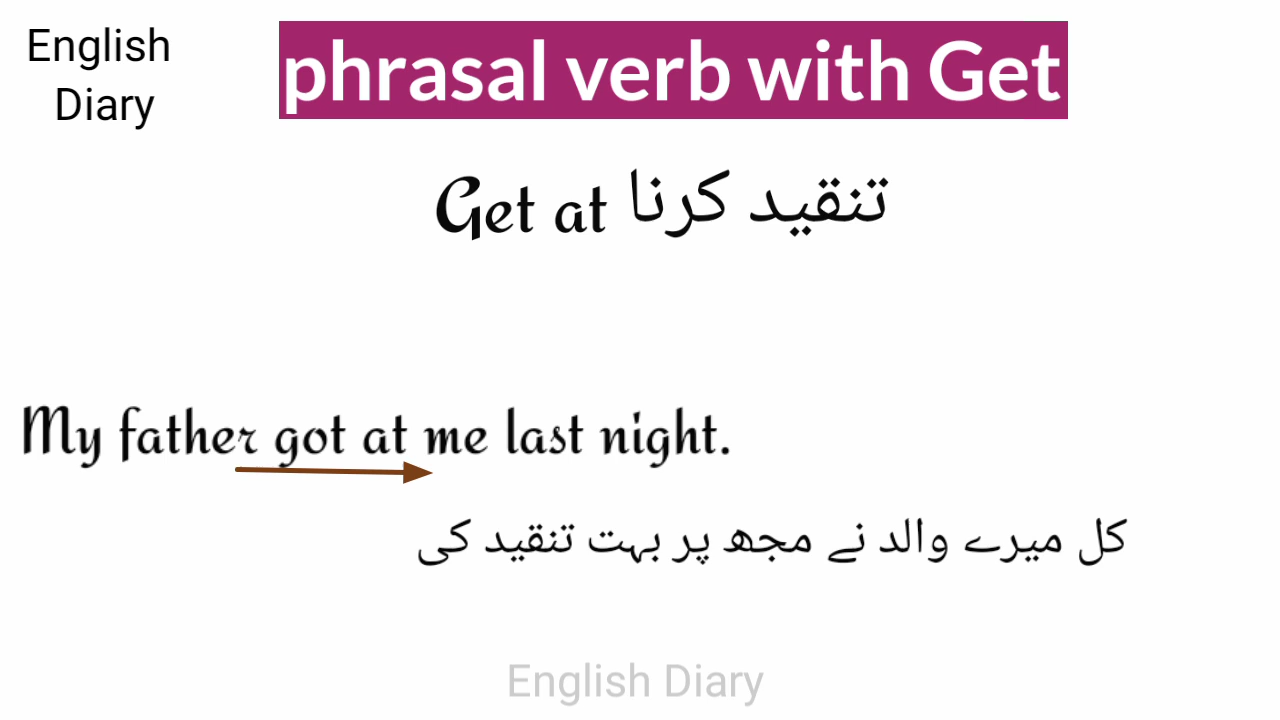 English
Diary
phrasal verb with Get
Get at تنقید کرنا
My father got at me last night.
کل میرے والد نے مجھ پر بہت تنقید کی
English Diary